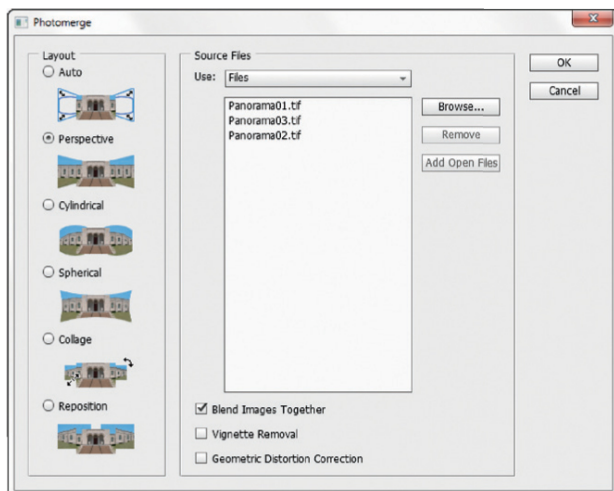 Photomerge
Layout
Auto
Perspective
Cylindrical
Spherical
Collage
Reposition
Source Files
Use: Files
Panorama01.tif
Panorama03.tif
Panorama02.tif
Browse...
Remove
Add Open Files
Blend Images Together
Vignette Removal
Geometric Distortion Correction
OK
Cancel